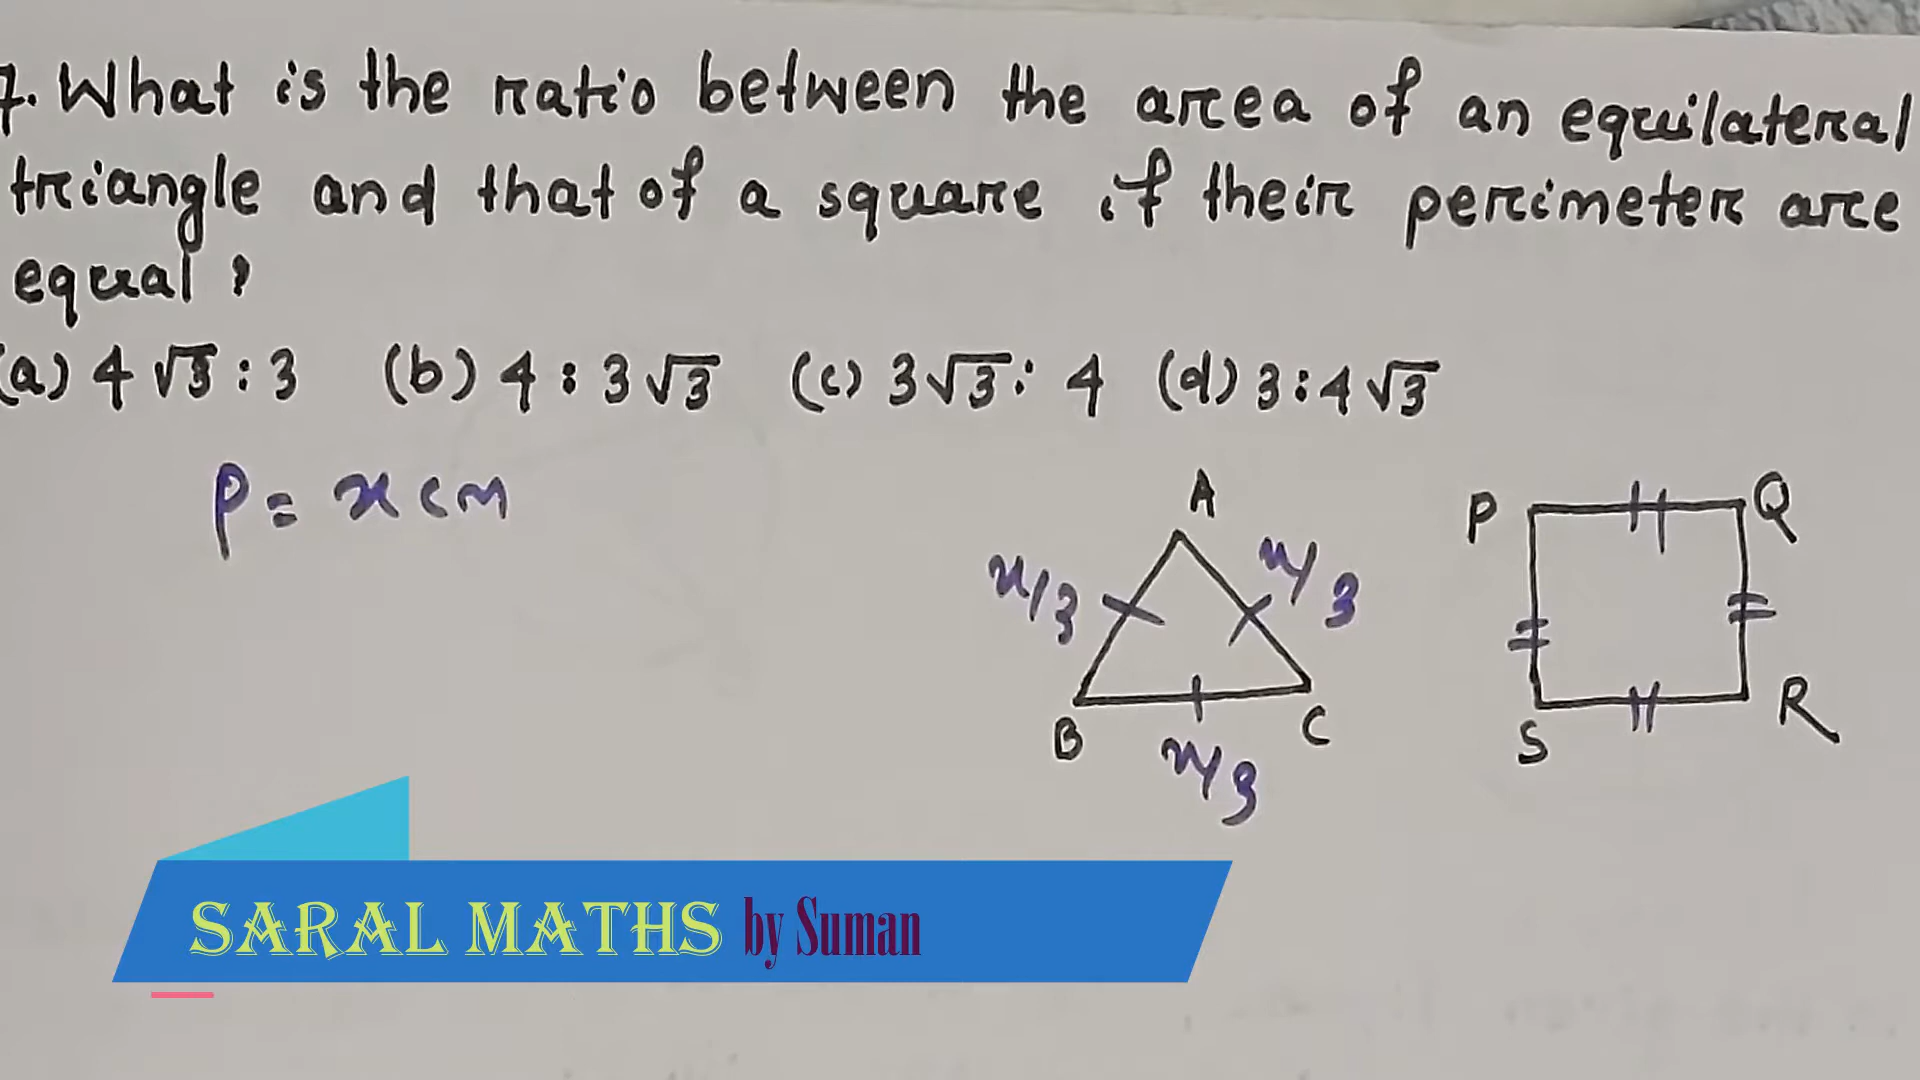 7. What is the ratio between the area of an equilateral
triangle and that of a square if their perimeter are
equal ?
(a) 4√3 : 3 (b) 4 : 3√3 (c) 3√3 : 4 (d) 3 : 4√3
P = x cm
A
x/3 x/3
B C
x/3
P Q
S R
SARAL MATHS by Suman